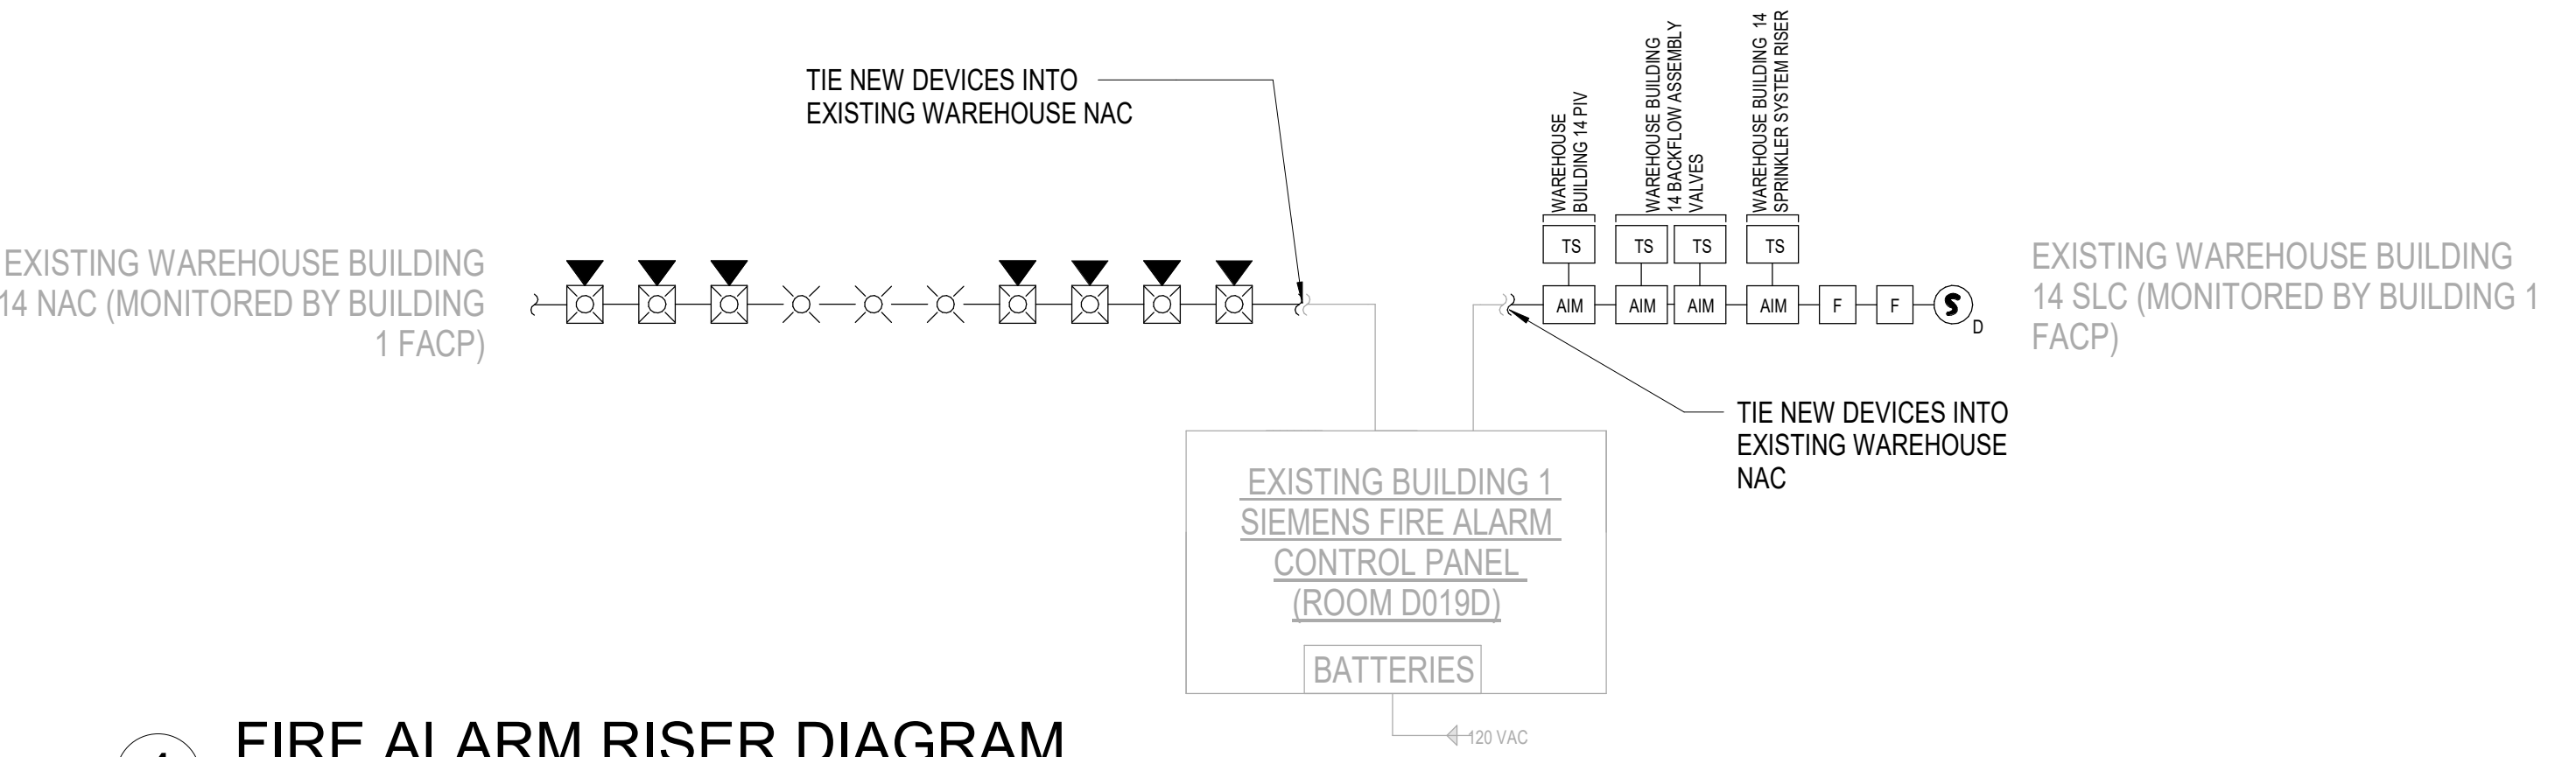 TIE NEW DEVICES INTO
EXISTING WAREHOUSE NAC
WAREHOUSE
BUILDING 14 PIV
WAREHOUSE BUILDING
14 BACKFLOW ASSEMBLY
VALVES
WAREHOUSE BUILDING 14
SPRINKLER SYSTEM RISER
TS TS TS TS
EXISTING WAREHOUSE BUILDING
14 NAC (MONITORED BY BUILDING
1 FACP)
AIM AIM AIM AIM F F S D
EXISTING WAREHOUSE BUILDING
14 SLC (MONITORED BY BUILDING 1
FACP)
TIE NEW DEVICES INTO
EXISTING WAREHOUSE
NAC
EXISTING BUILDING 1
SIEMENS FIRE ALARM
CONTROL PANEL
(ROOM D019D)
BATTERIES
120 VAC
FIRE ALARM RISER DIAGRAM